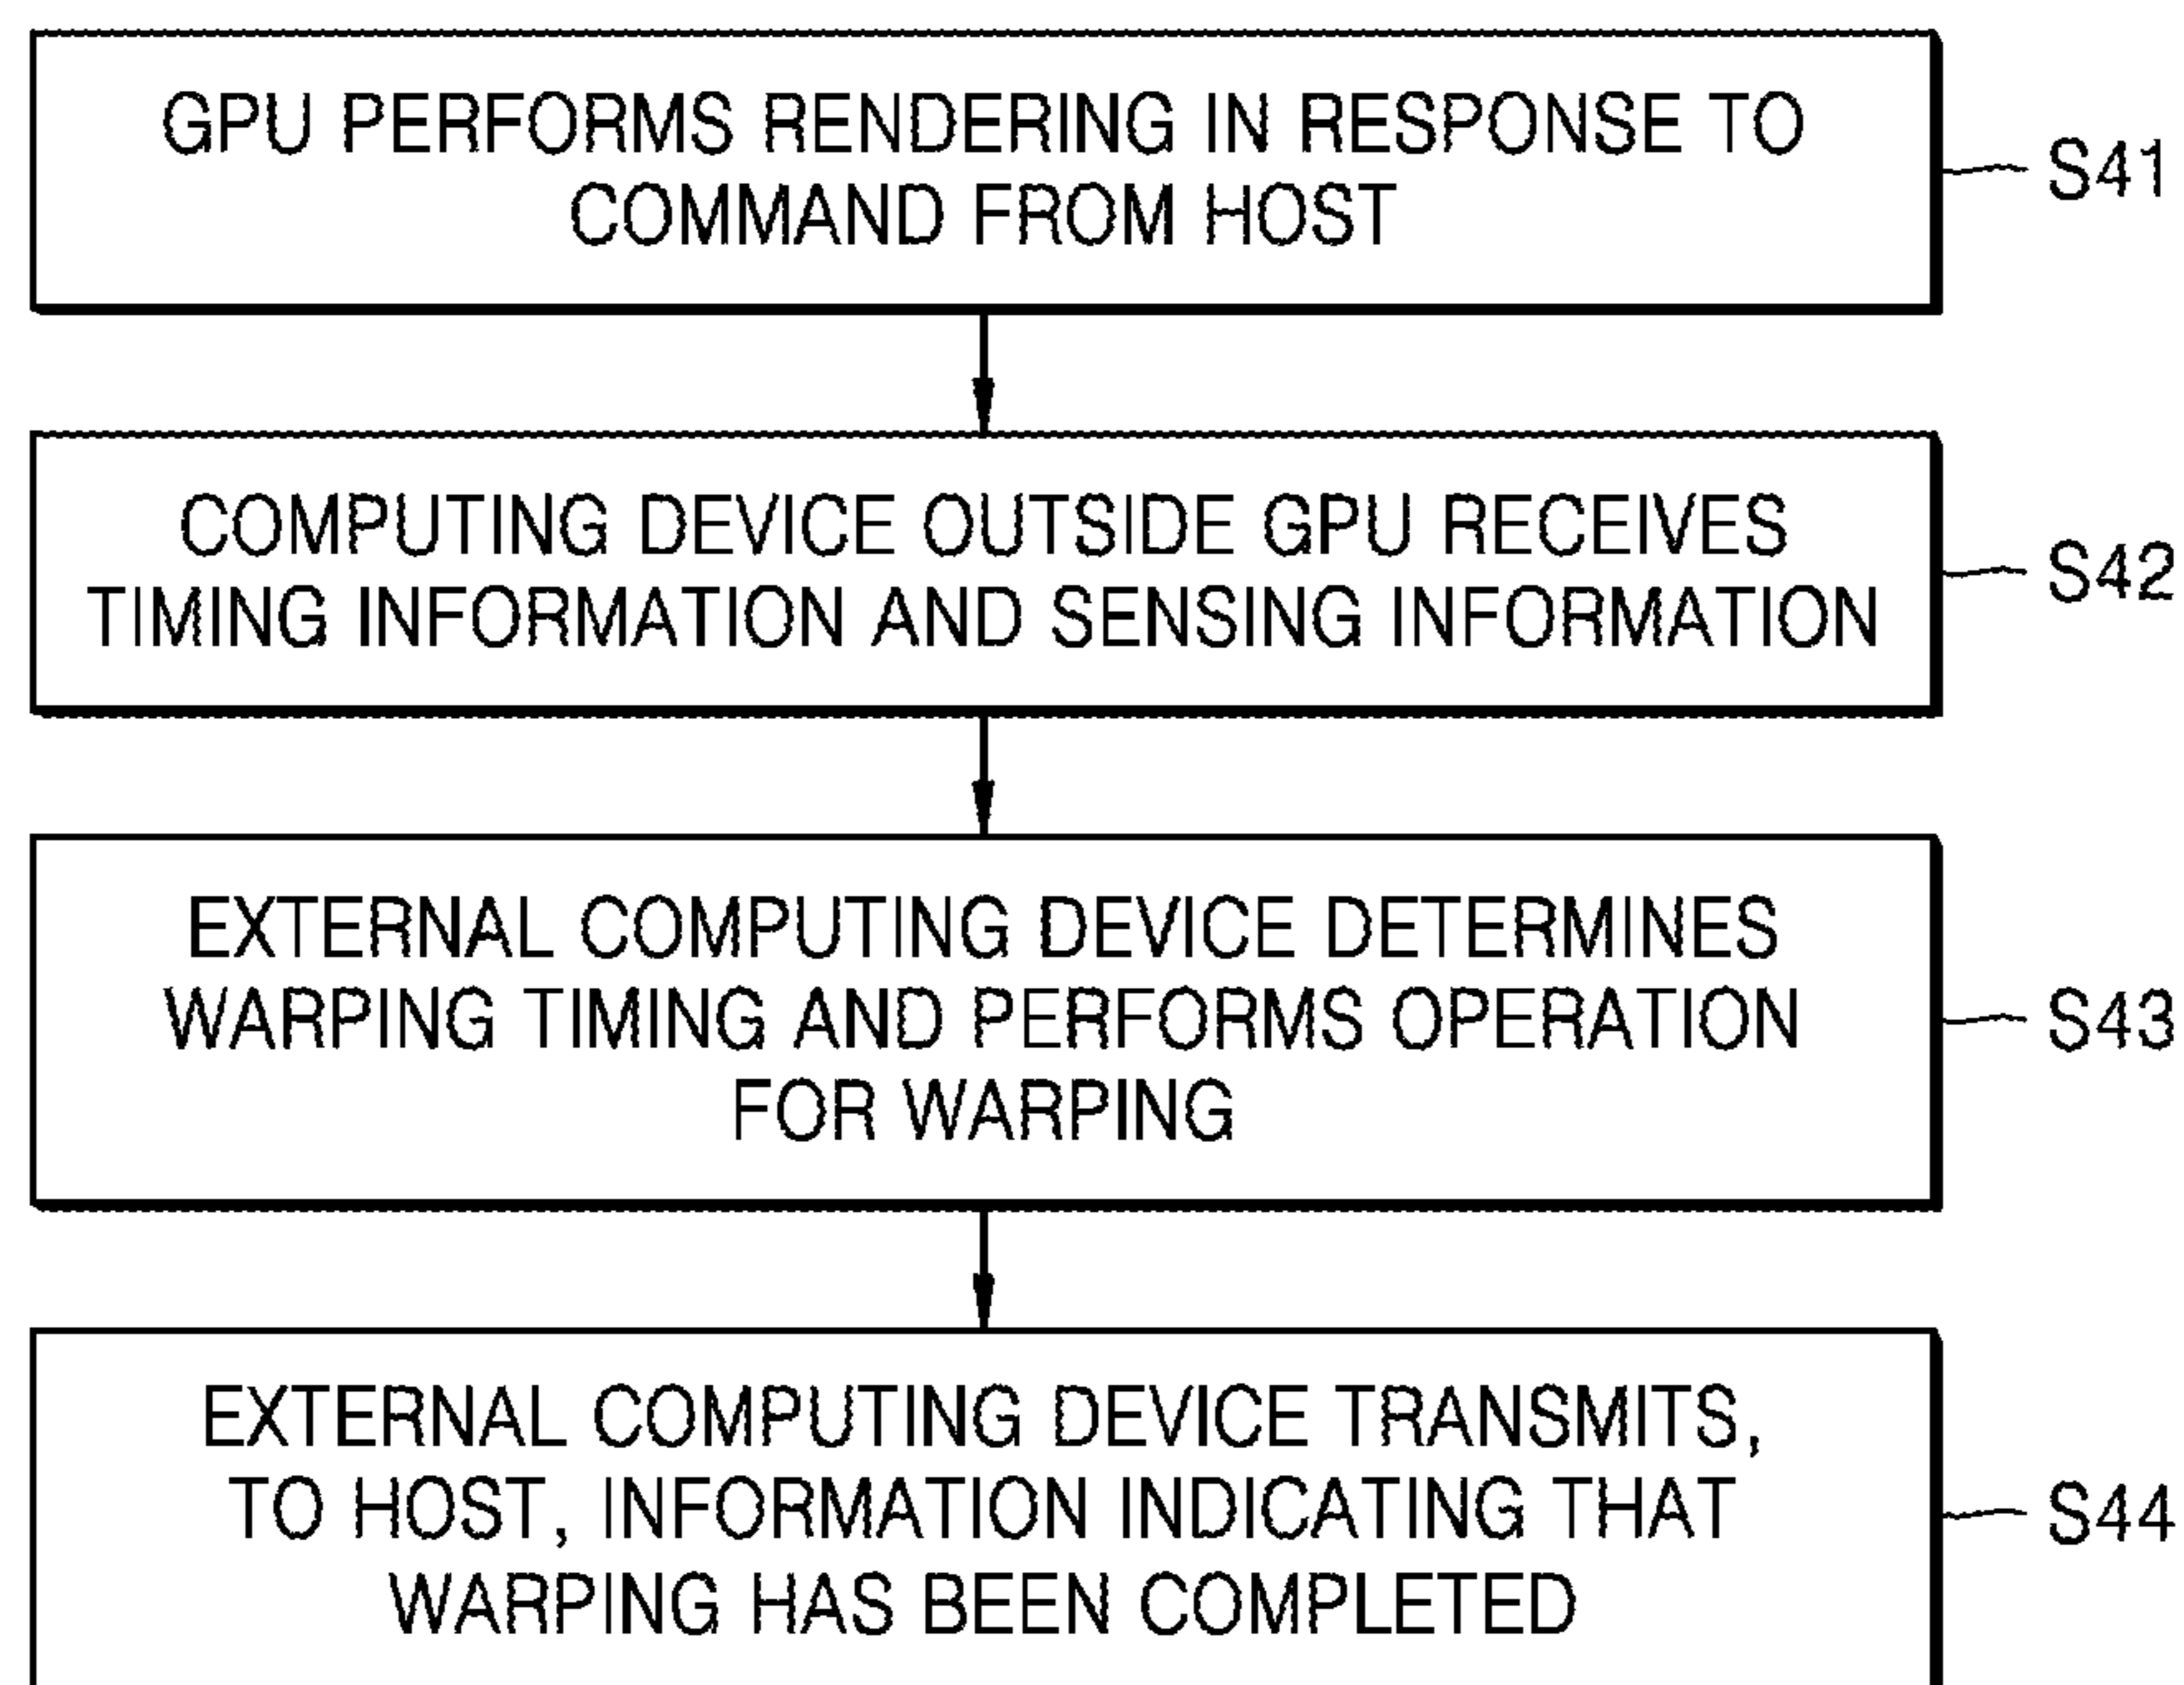 GPU PERFORMS RENDERING IN RESPONSE TO
COMMAND FROM HOST
S41
COMPUTING DEVICE OUTSIDE GPU RECEIVES
TIMING INFORMATION AND SENSING INFORMATION
S42
EXTERNAL COMPUTING DEVICE DETERMINES
WARPING TIMING AND PERFORMS OPERATION
FOR WARPING
S43
EXTERNAL COMPUTING DEVICE TRANSMITS,
TO HOST, INFORMATION INDICATING THAT
WARPING HAS BEEN COMPLETED
S44